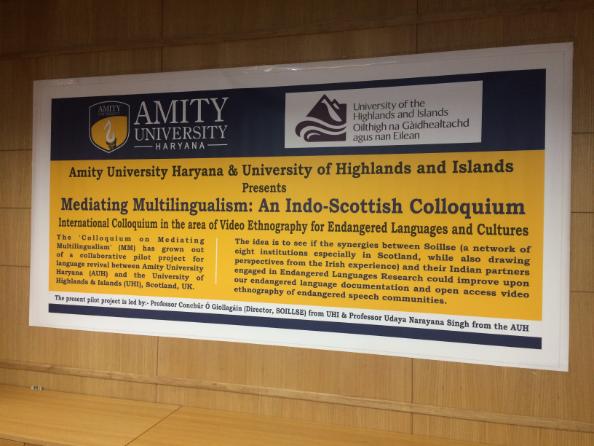 AMITY
AMITY
UNIVERSITY
HARYANA
University of the
Highlands and Islands
Oilthigh na Gàidhealtachd
agus nan Eilean
Amity University Haryana & University of Highlands and Islands
Presents
Mediating Multilingualism: An Indo-Scottish Colloquium
International Colloquium in the area of Video Ethnography for Endangered Languages and Cultures
The 'Colloquium on Mediating
Multilingualism' (MM) has grown out
of a collaborative pilot project for
language revival between Amity University
Haryana (AUH) and the University of
Highlands & Islands (UHI), Scotland, UK.
The idea is to see if the synergies between Soillse (a network of
eight institutions especially in Scotland, while also drawing
perspectives from the Irish experience) and their Indian partners
engaged in Endangered Languages Research could improve upon
our endangered language documentation and open access video
ethnography of endangered speech communities.
The present pilot project is led by:- Professor Conchúr Ó Giollagáin (Director, SOILLSE) from UHI & Professor Udaya Narayana Singh from the AUH